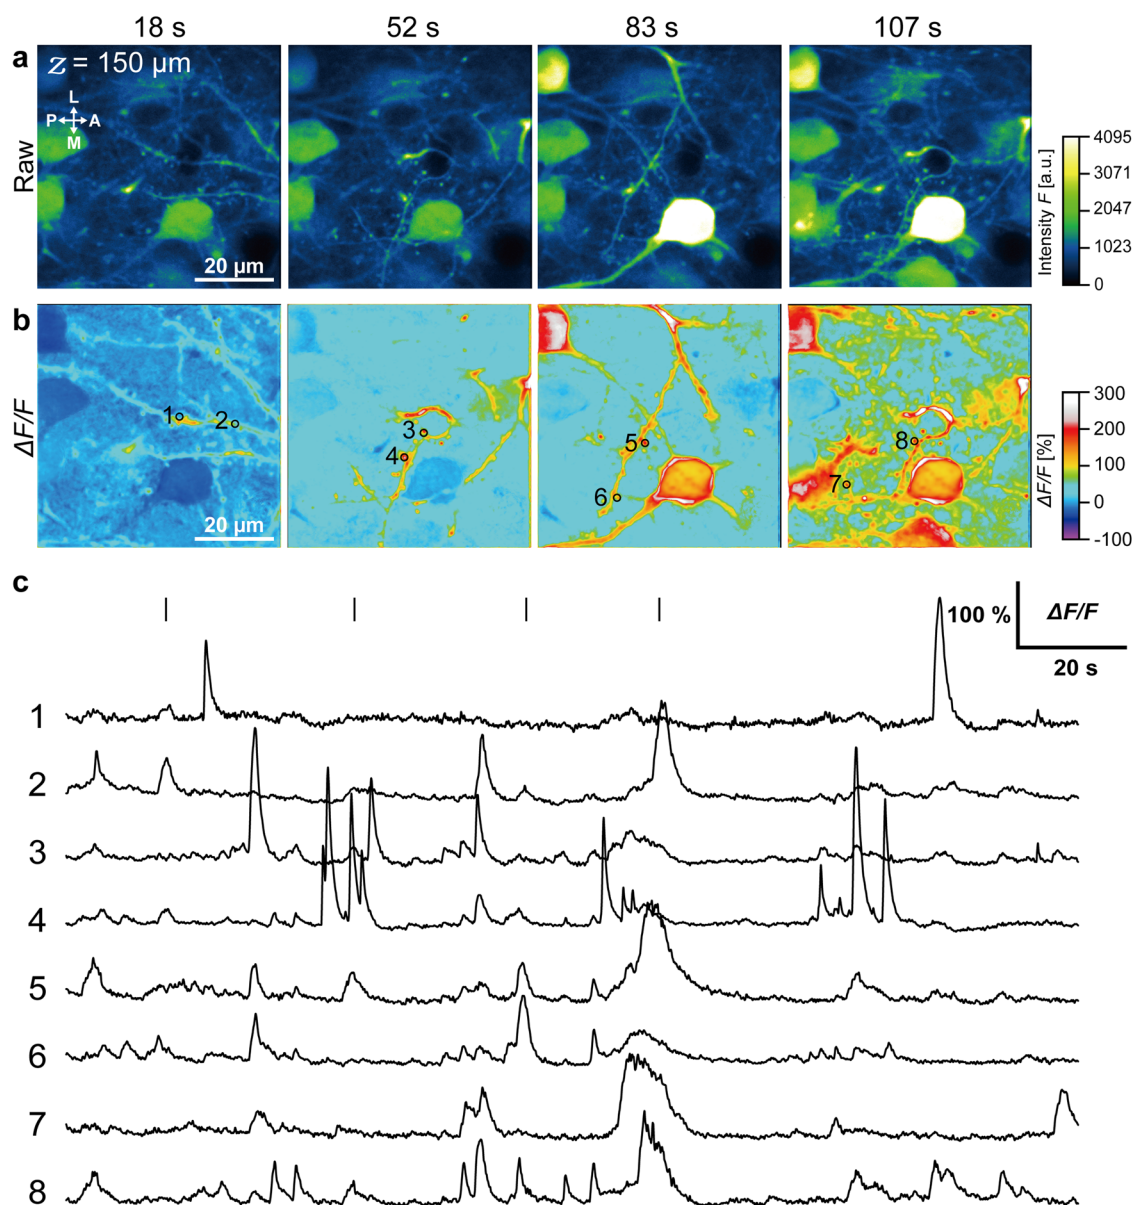 18 s 52 s 83 s 107 s
a
z = 150 µm
L
P A
M
Raw
20 µm
Intensity F [a.u.]
4095
3071
2047
1023
0
b
ΔF/F
1 2
3
4
5
6
7
8
20 µm
ΔF/F [%]
300
200
100
0
-100
c
100 % ΔF/F
20 s
1
2
3
4
5
6
7
8